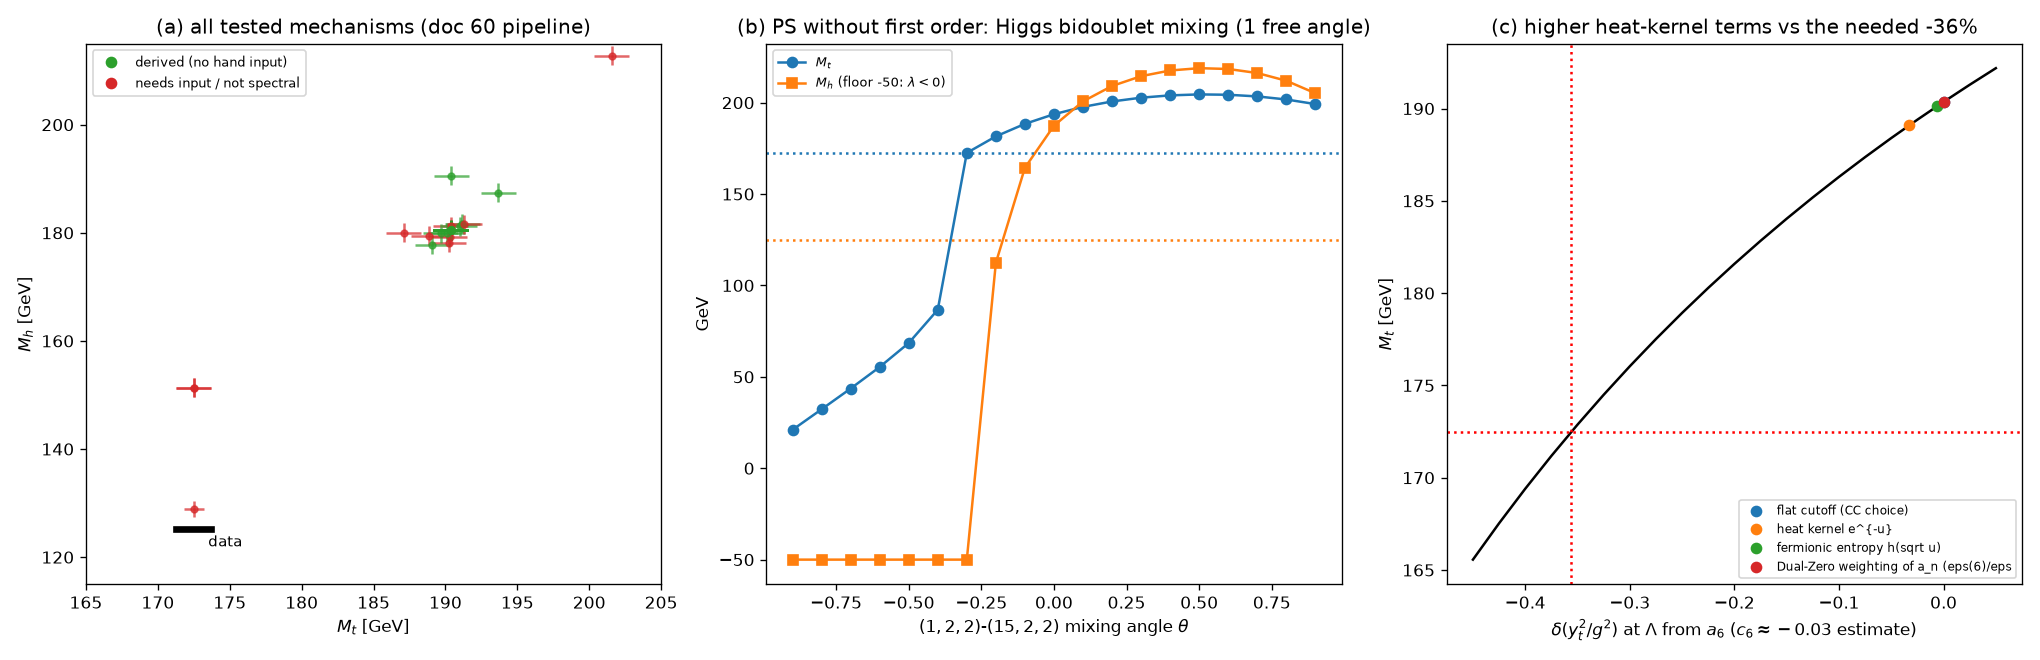 (a) all tested mechanisms (doc 60 pipeline)
derived (no hand input)
needs input / not spectral
data
200
180
160
140
120
165
170
175
180
185
190
195
200
205
M_h [GeV]
M_t [GeV]
(b) PS without first order: Higgs bidoublet mixing (1 free angle)
M_t
M_h (floor -50: λ < 0)
200
150
100
50
0
−50
−0.75
−0.50
−0.25
0.00
0.25
0.50
0.75
GeV
(1, 2, 2)-(15, 2, 2) mixing angle θ
(c) higher heat-kernel terms vs the needed -36%
190
185
180
175
170
165
flat cutoff (CC choice)
heat kernel e^{-u}
fermionic entropy h(sqrt u)
Dual-Zero weighting of a_n (eps(6)/eps
−0.4
−0.3
−0.2
−0.1
0.0
M_t [GeV]
δ(y_t²/g²) at Λ from a₆ (c₆ ≈ − 0.03 estimate)